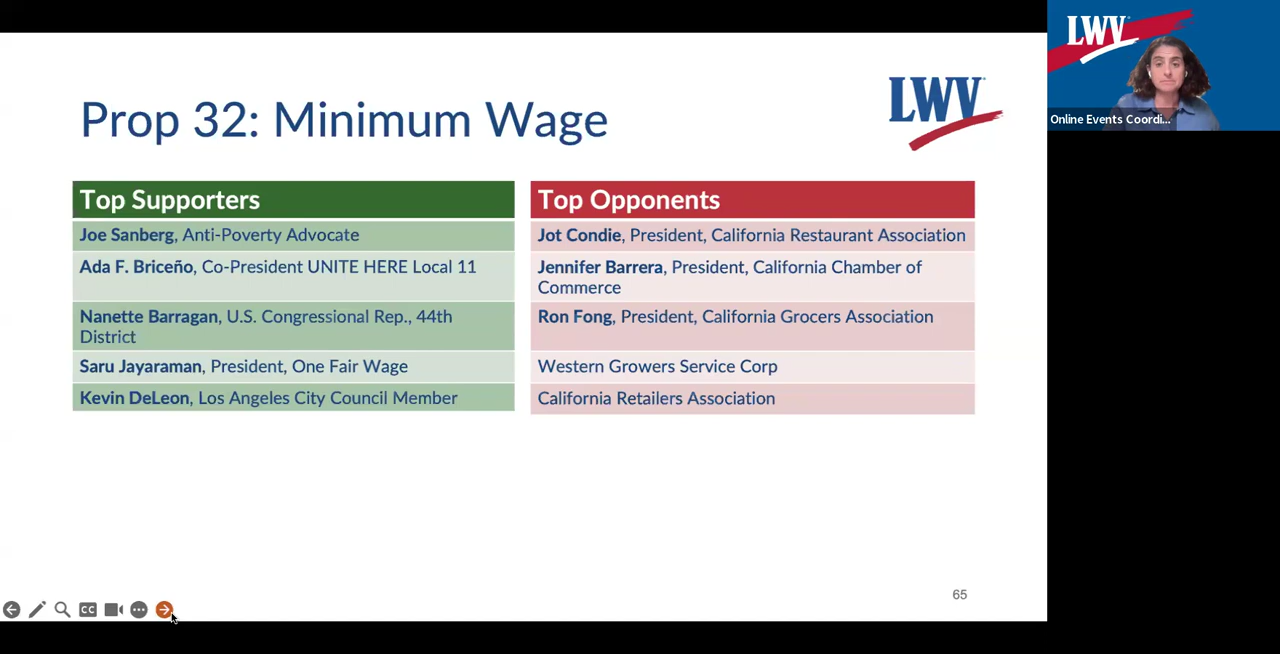 Prop 32: Minimum Wage
LWV
Top Supporters
Joe Sanberg, Anti-Poverty Advocate
Ada F. Briceño, Co-President UNITE HERE Local 11
Nanette Barragan, U.S. Congressional Rep., 44th
District
Saru Jayaraman, President, One Fair Wage
Kevin DeLeon, Los Angeles City Council Member
Top Opponents
Jot Condie, President, California Restaurant Association
Jennifer Barrera, President, California Chamber of
Commerce
Ron Fong, President, California Grocers Association
Western Growers Service Corp
California Retailers Association
65
CC
LWV
Online Events Coordi...